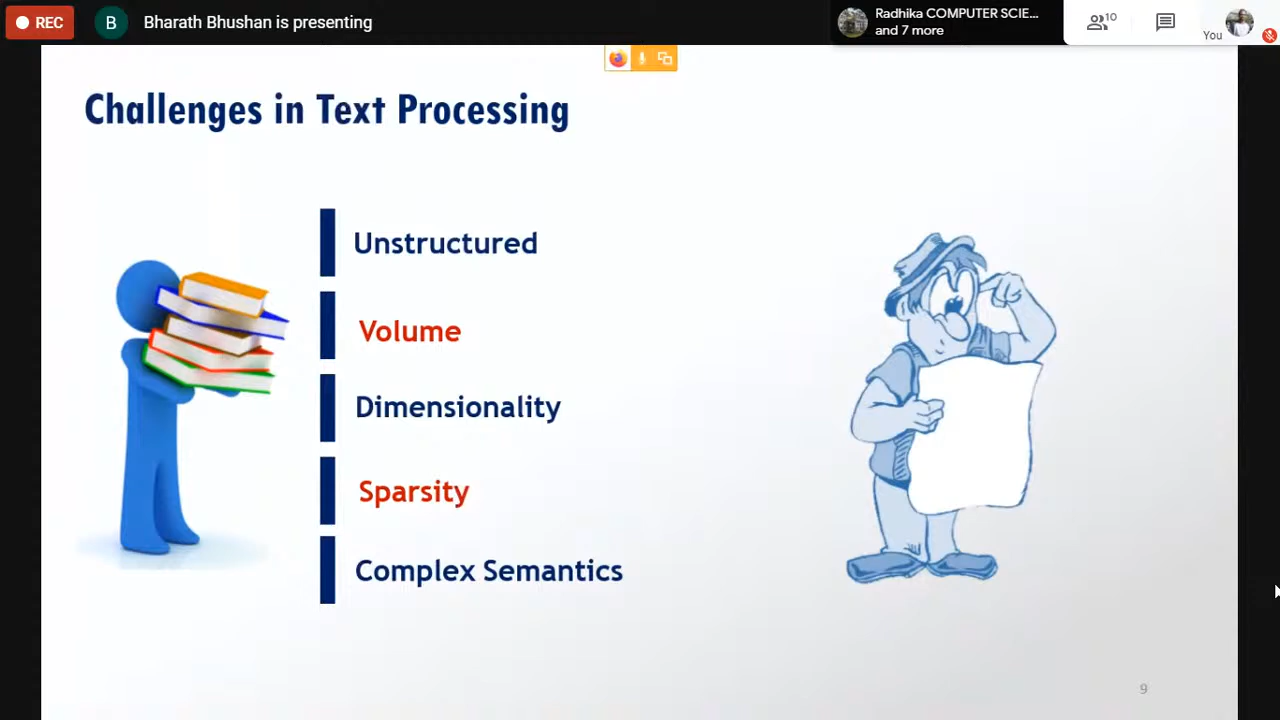 REC
B
Bharath Bhushan is presenting
Radhika COMPUTER SCIE...
and 7 more
10
You
Challenges in Text Processing
Unstructured
Volume
Dimensionality
Sparsity
Complex Semantics
9